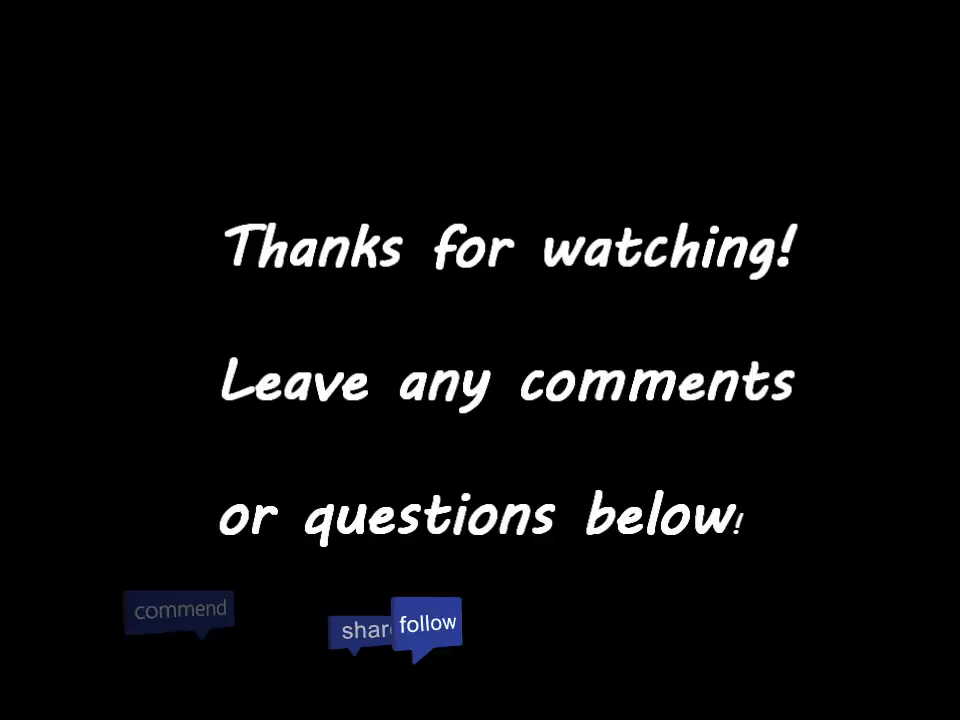 Thanks for watching!
Leave any comments
or questions below!
commend
follow